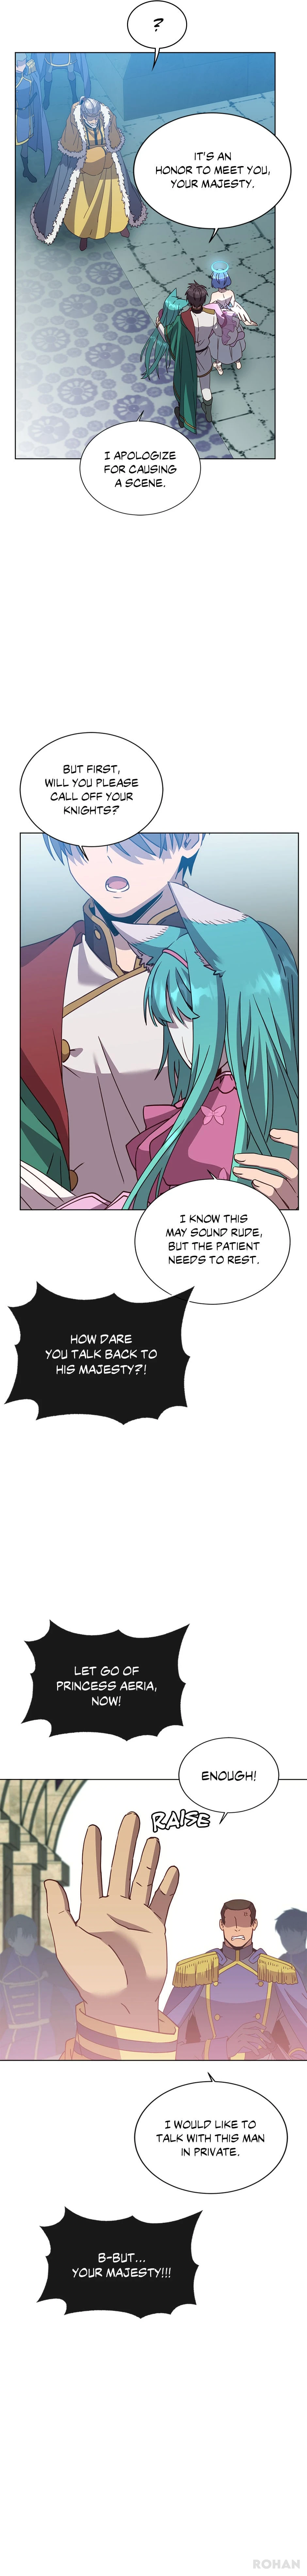 ?
IT'S AN
HONOR TO MEET YOU,
YOUR MAJESTY.
I APOLOGIZE
FOR CAUSING
A SCENE.
BUT FIRST,
WILL YOU PLEASE
CALL OFF YOUR
KNIGHTS?
I KNOW THIS
MAY SOUND RUDE,
BUT THE PATIENT
NEEDS TO REST.
HOW DARE
YOU TALK BACK TO
HIS MAJESTY?!
LET GO OF
PRINCESS AERIA,
NOW!
ENOUGH!
RAISE
I WOULD LIKE TO
TALK WITH THIS MAN
IN PRIVATE.
B-BUT...
YOUR MAJESTY!!!
ROHAN